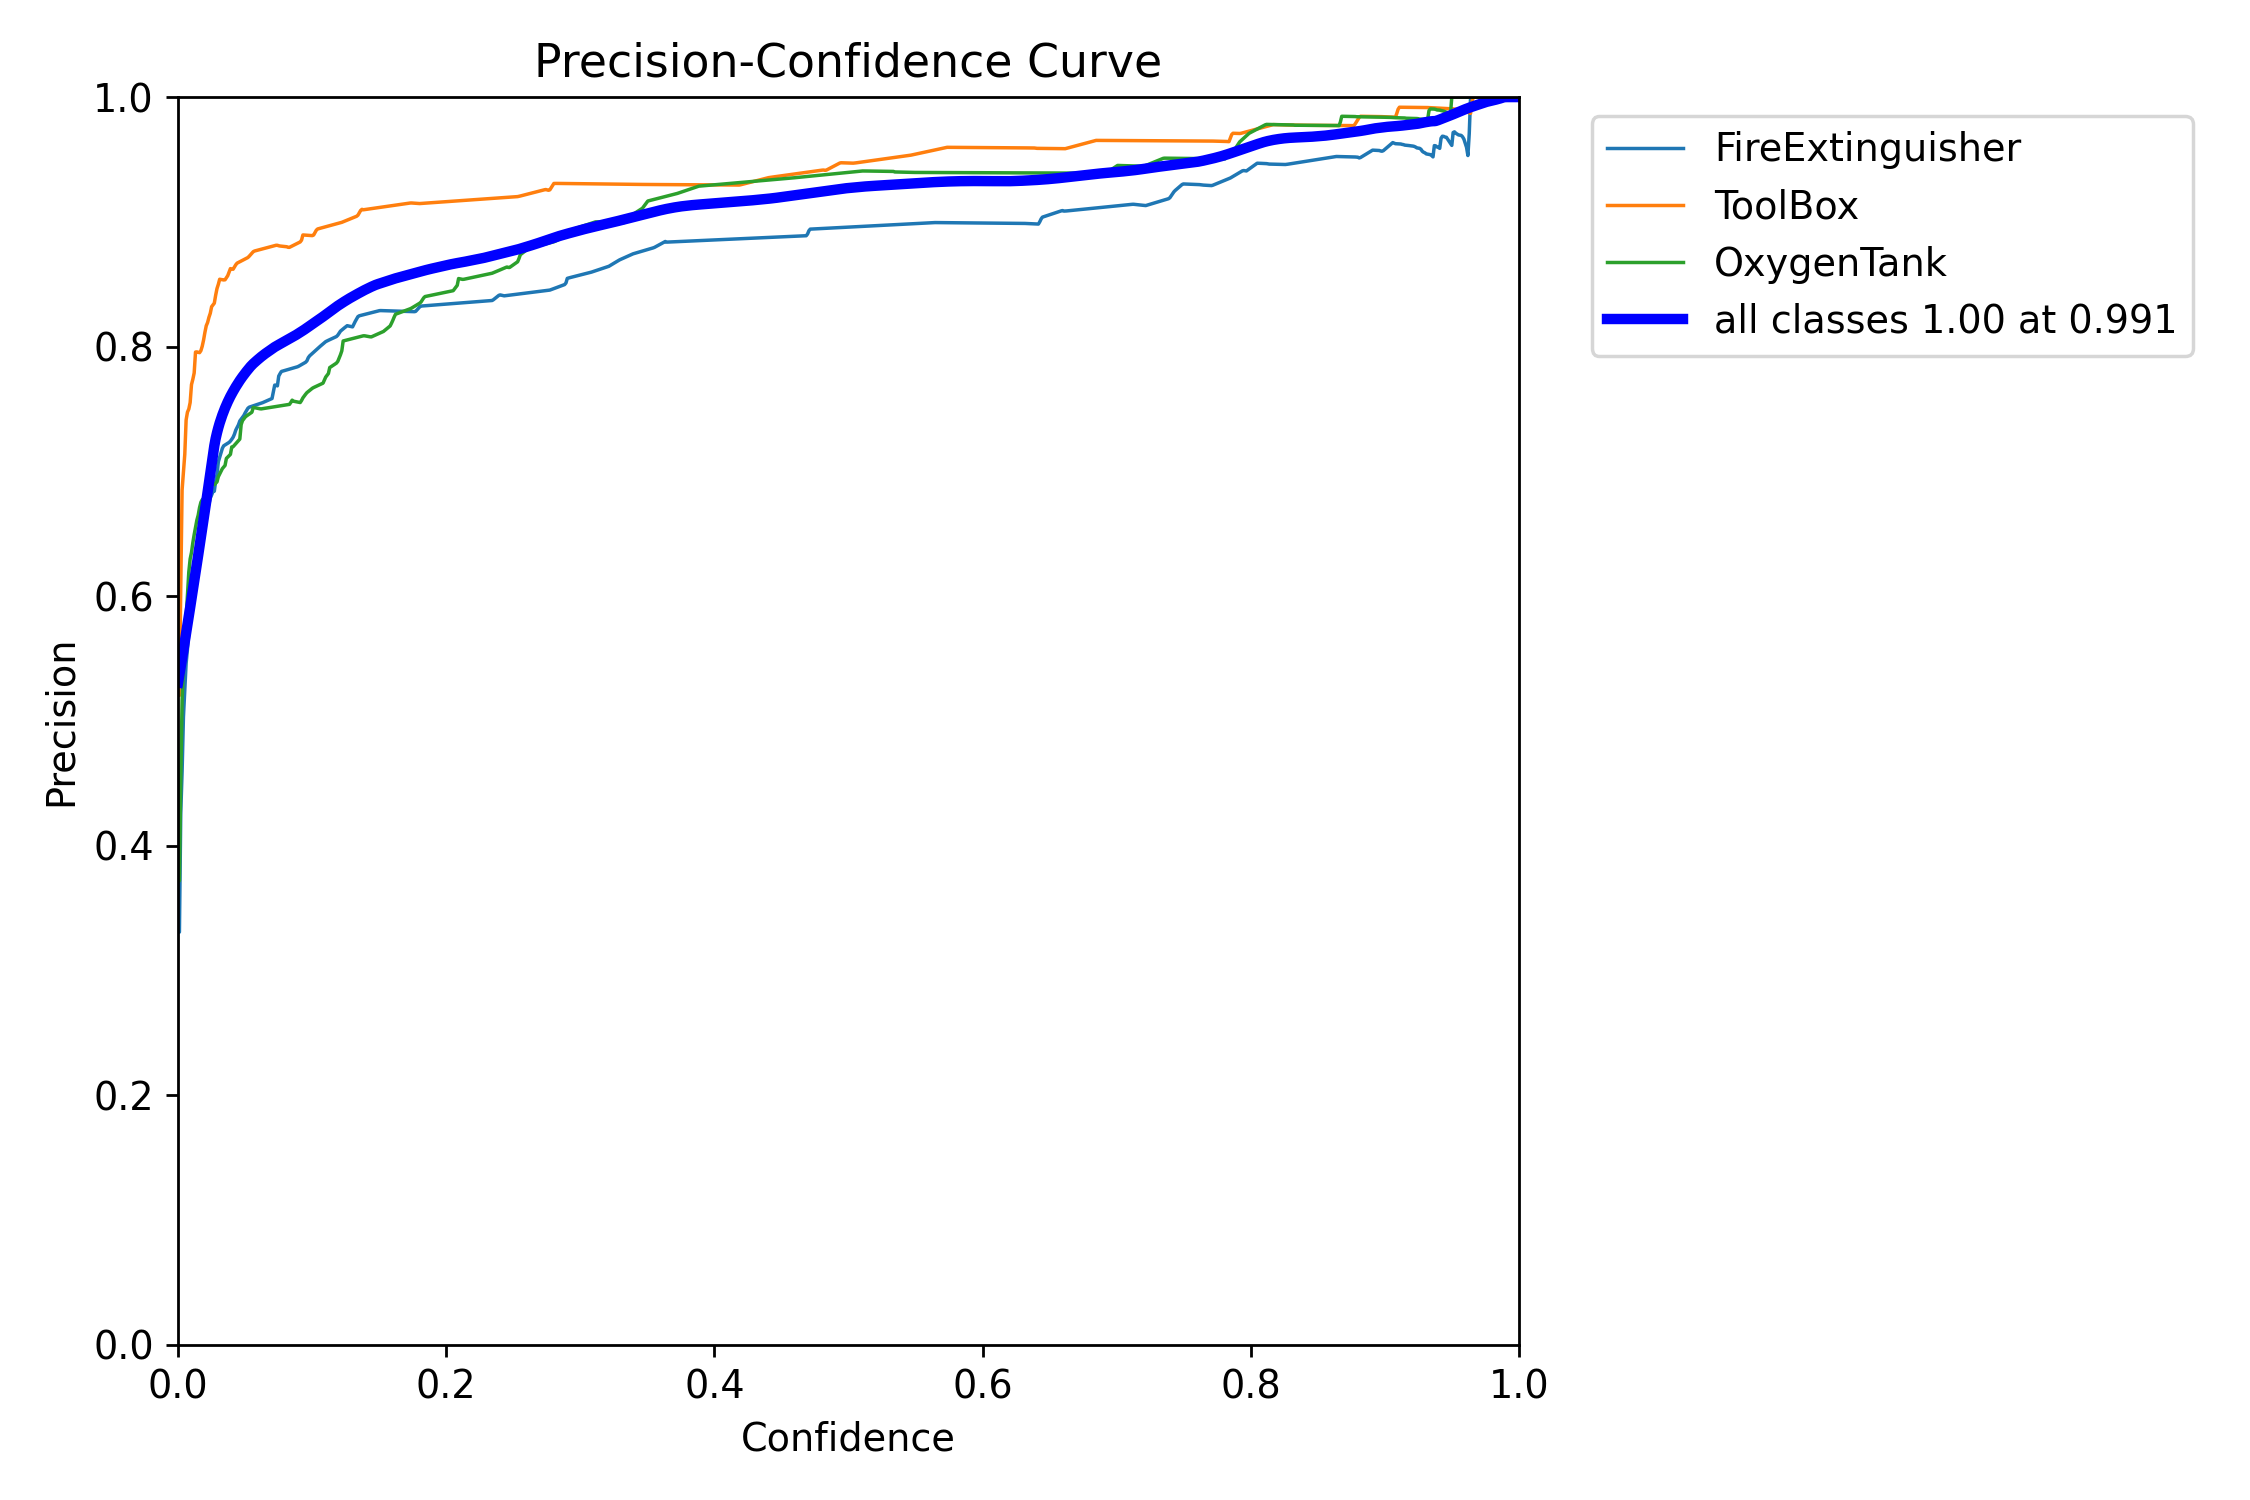 Precision-Confidence Curve
1.0
0.8
0.6
0.4
0.2
0.0
Precision
0.0 0.2 0.4 0.6 0.8 1.0
Confidence
FireExtinguisher
ToolBox
OxygenTank
all classes 1.00 at 0.991